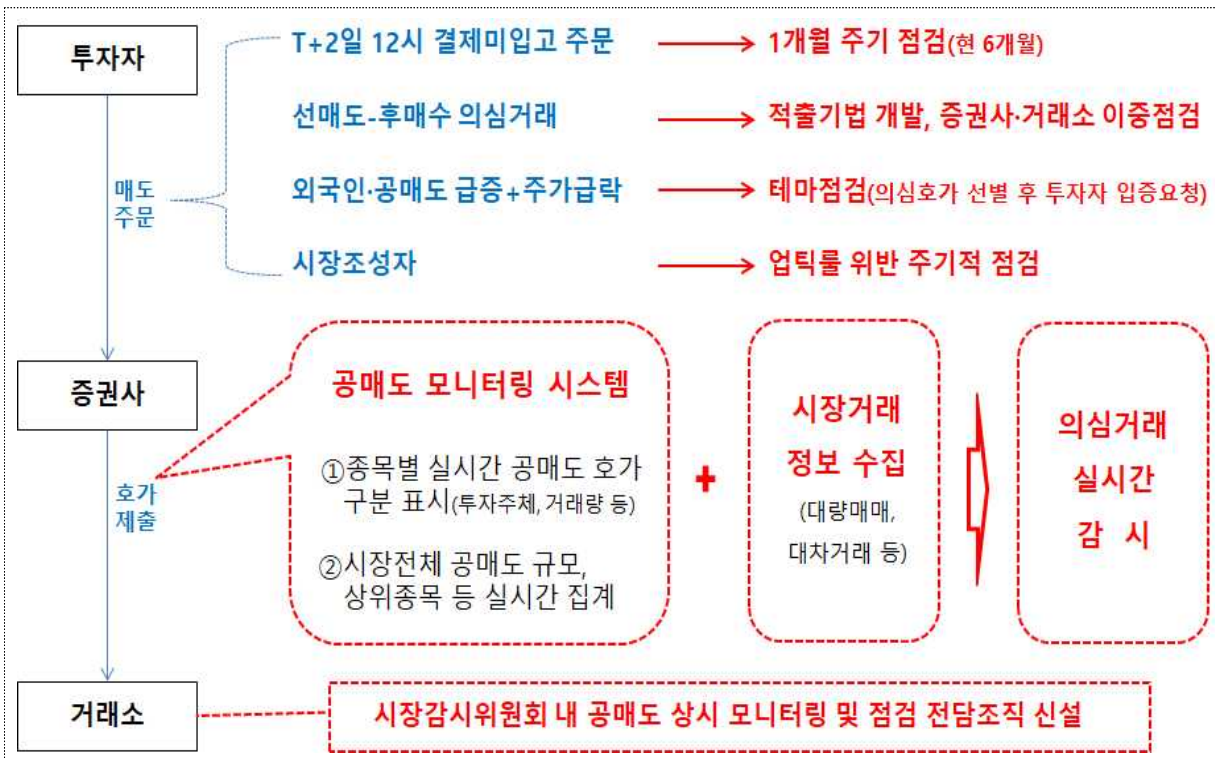 투자자
T+2일 12시 결제미입고 주문
1개월 주기 점검(현 6개월)
선매도-후매수 의심거래
적출기법 개발, 증권사·거래소 이중점검
외국인·공매도 급증+주가급락
테마점검(의심호가 선별 후 투자자 입증요청)
시장조성자
업틱룰 위반 주기적 점검
매도
주문
증권사
공매도 모니터링 시스템
①종목별 실시간 공매도 호가
구분 표시(투자주체, 거래량 등)
②시장전체 공매도 규모,
상위종목 등 실시간 집계
+
시장거래
정보 수집
(대량매매,
대차거래 등)
의심거래
실시간
감 시
호가
제출
거래소
시장감시위원회 내 공매도 상시 모니터링 및 점검 전담조직 신설